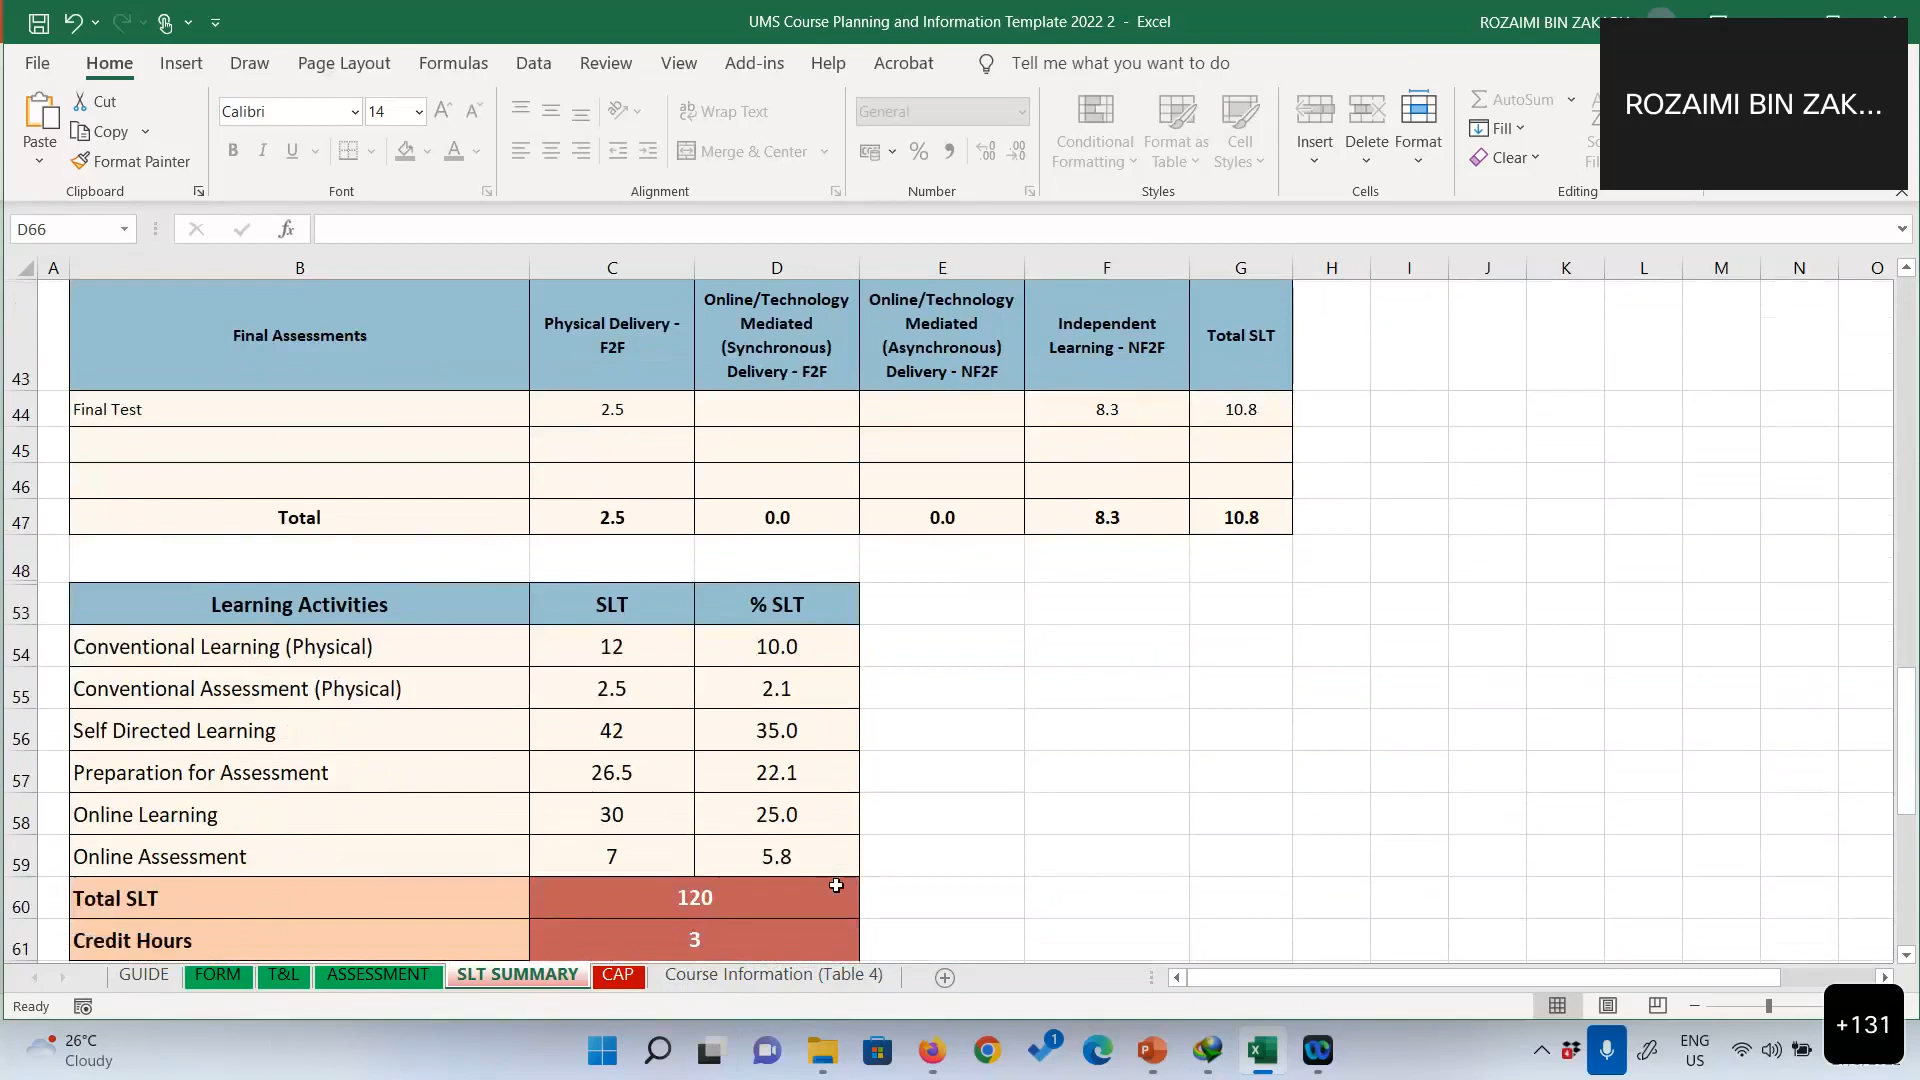 UMS Course Planning and Information Template 2022 2 - Excel
ROZAIMI BIN ZAK
ROZAIMI BIN ZAK...
File Home Insert Draw Page Layout Formulas Data Review View Add-ins Help Acrobat Tell me what you want to do
Paste
Cut
Copy
Format Painter
Clipboard
Calibri 14
B I U
Font
Wrap Text
Merge & Center
Alignment
General
%
Number
Conditional Formatting
Format as Table
Cell Styles
Styles
Insert Delete Format
Cells
AutoSum
Fill
Clear
Editing
D66
fx
A B C D E F G H I J K L M N O
43 Final Assessments Physical Delivery - F2F Online/Technology Mediated (Synchronous) Delivery - F2F Online/Technology Mediated (Asynchronous) Delivery - NF2F Independent Learning - NF2F Total SLT
44 Final Test 2.5 8.3 10.8
45
46
47 Total 2.5 0.0 0.0 8.3 10.8
48
53 Learning Activities SLT % SLT
54 Conventional Learning (Physical) 12 10.0
55 Conventional Assessment (Physical) 2.5 2.1
56 Self Directed Learning 42 35.0
57 Preparation for Assessment 26.5 22.1
58 Online Learning 30 25.0
59 Online Assessment 7 5.8
60 Total SLT 120
61 Credit Hours 3
GUIDE FORM T&L ASSESSMENT SLT SUMMARY CAP Course Information (Table 4)
Ready
+131
26°C
Cloudy
1
ENG
US